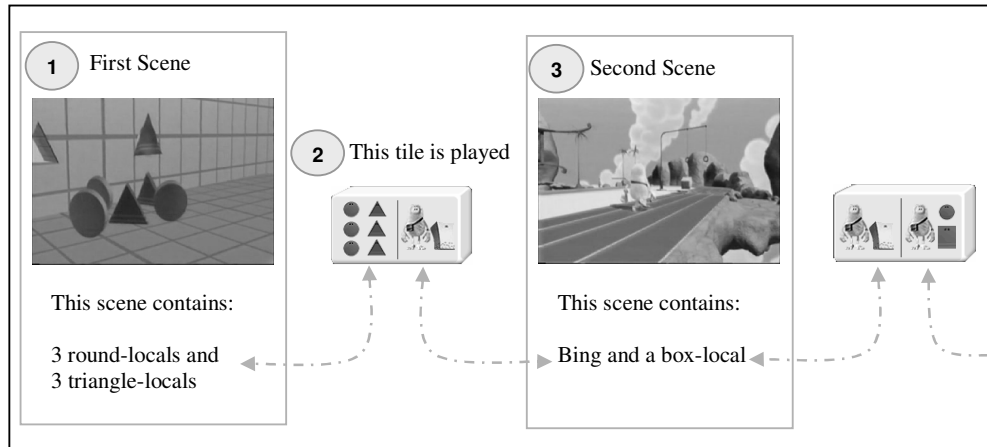 1 First Scene
This scene contains:
3 round-locals and
3 triangle-locals
2 This tile is played
3 Second Scene
This scene contains:
Bing and a box-local